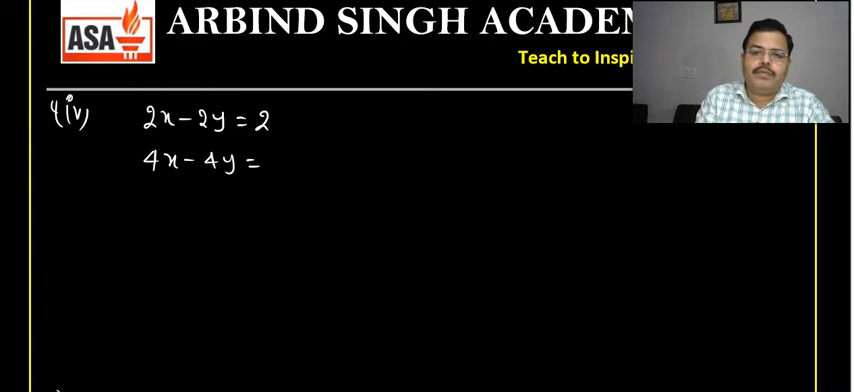 ARBIND SINGH ACADEM
ASA
Teach to Inspi
4(iv) 2x - 2y = 2
4x - 4y =